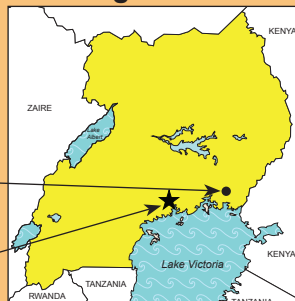 KENYA
ZAIRE
Lake
Albert
KENYA
Lake Victoria
TANZANIA
RWANDA
TANZANIA